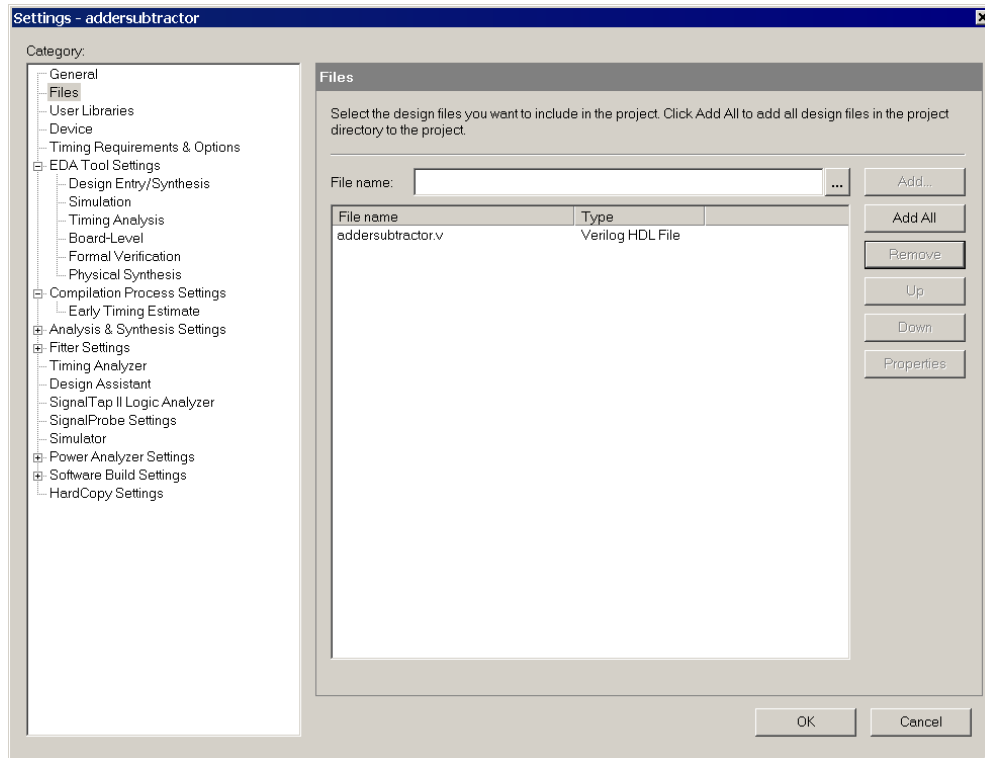 Settings - addersubtractor
Category:
General
Files
User Libraries
Device
Timing Requirements & Options
EDA Tool Settings
Design Entry/Synthesis
Simulation
Timing Analysis
Board-Level
Formal Verification
Physical Synthesis
Compilation Process Settings
Early Timing Estimate
Analysis & Synthesis Settings
Fitter Settings
Timing Analyzer
Design Assistant
SignalTap II Logic Analyzer
SignalProbe Settings
Simulator
Power Analyzer Settings
Software Build Settings
HardCopy Settings
Files
Select the design files you want to include in the project. Click Add All to add all design files in the project
directory to the project.
File name: ... Add...
File name Type Add All
addersubtractor.v Verilog HDL File
Remove
Up
Down
Properties
OK Cancel